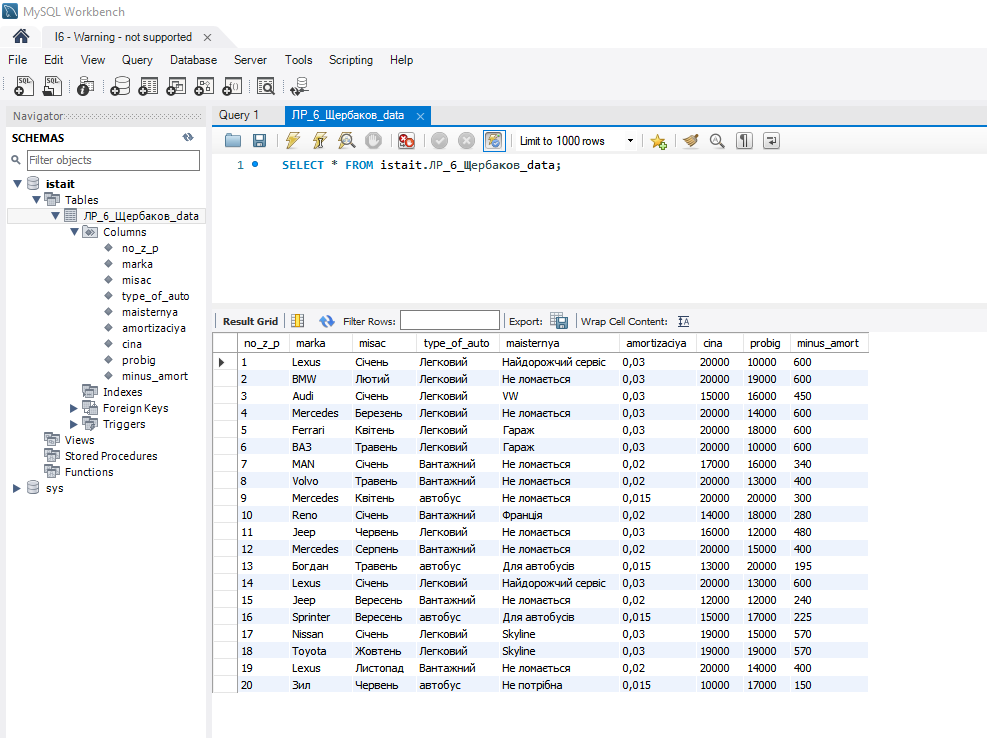 MySQL Workbench
I6 - Warning - not supported
File Edit View Query Database Server Tools Scripting Help
Navigator
SCHEMAS
Filter objects
istait
Tables
ЛР_6_Щербаков_data
Columns
no_z_p
marka
misac
type_of_auto
maisternya
amortizaciya
cina
probig
minus_amort
Indexes
Foreign Keys
Triggers
Views
Stored Procedures
Functions
sys
Query 1 ЛР_6_Щербаков_data
Limit to 1000 rows
1 SELECT * FROM istait.ЛР_6_Щербаков_data;
Result Grid Filter Rows: Export: Wrap Cell Content:
no_z_p marka misac type_of_auto maisternya amortizaciya cina probig minus_amort
1 Lexus Січень Легковий Найдорожчий сервіс 0,03 20000 10000 600
2 BMW Лютий Легковий Не ломається 0,03 20000 19000 600
3 Audi Січень Легковий VW 0,03 15000 16000 450
4 Mercedes Березень Легковий Не ломається 0,03 20000 14000 600
5 Ferrari Квітень Легковий Гараж 0,03 20000 18000 600
6 ВАЗ Травень Легковий Гараж 0,03 20000 10000 600
7 MAN Січень Вантажний Не ломається 0,02 17000 16000 340
8 Volvo Травень Вантажний Не ломається 0,02 20000 13000 400
9 Mercedes Квітень автобус Не ломається 0,015 20000 20000 300
10 Reno Січень Вантажний Франція 0,02 14000 18000 280
11 Jeep Червень Легковий Не ломається 0,03 16000 12000 480
12 Mercedes Серпень Вантажний Не ломається 0,02 20000 15000 400
13 Богдан Травень автобус Для автобусів 0,015 13000 20000 195
14 Lexus Січень Легковий Найдорожчий сервіс 0,03 20000 13000 600
15 Jeep Вересень Вантажний Не ломається 0,02 12000 12000 240
16 Sprinter Вересень автобус Для автобусів 0,015 15000 17000 225
17 Nissan Січень Легковий Skyline 0,03 19000 15000 570
18 Toyota Жовтень Легковий Skyline 0,03 19000 19000 570
19 Lexus Листопад Вантажний Не ломається 0,02 20000 14000 400
20 Зил Червень автобус Не потрібна 0,015 10000 17000 150